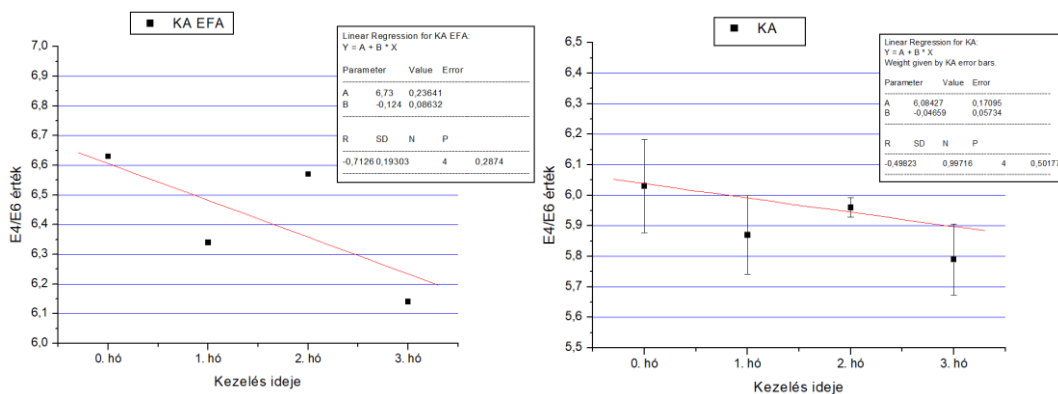 KA EFA
7,0
6,9
6,8
6,7
6,6
6,5
6,4
6,3
6,2
6,1
6,0
E4/E6 érték
0. hó 1. hó 2. hó 3. hó
Kezelés ideje
Linear Regression for KA EFA:
Y = A + B * X
Parameter Value Error
A 6,73 0,23641
B -0,124 0,08632
R SD N P
-0,7126 0,19303 4 0,2874
KA
6,5
6,4
6,3
6,2
6,1
6,0
5,9
5,8
5,7
5,6
5,5
E4/E6 érték
0. hó 1. hó 2. hó 3. hó
Kezelés ideje
Linear Regression for KA:
Y = A + B * X
Weight given by KA error bars.
Parameter Value Error
A 6,08427 0,17095
B -0,04659 0,05734
R SD N P
-0,49823 0,99716 4 0,50177